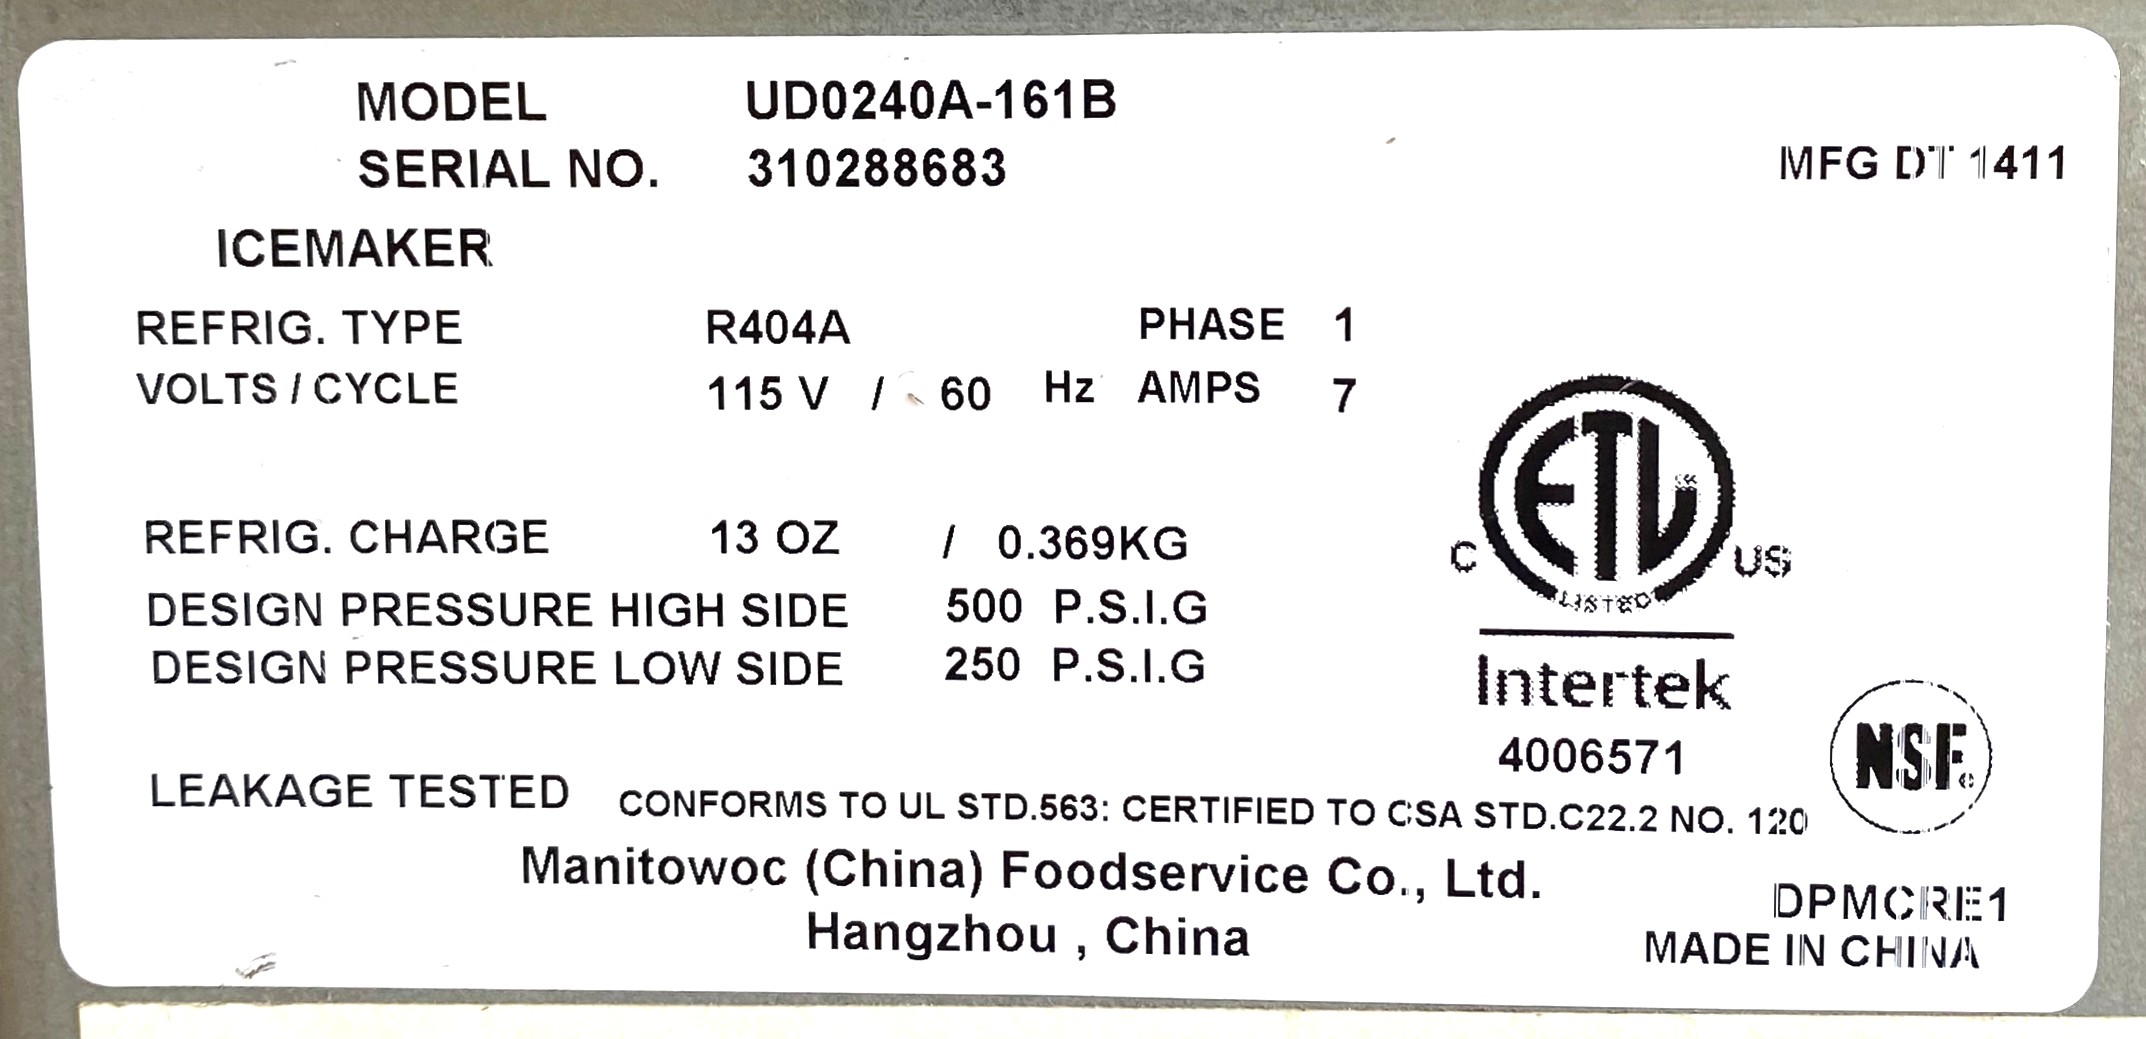 MODEL UD0240A-161B
SERIAL NO. 310288683 MFG DT 1411
ICEMAKER
REFRIG. TYPE R404A PHASE 1
VOLTS / CYCLE 115 V / 60 Hz AMPS 7
REFRIG. CHARGE 13 OZ / 0.369KG
DESIGN PRESSURE HIGH SIDE 500 P.S.I.G
DESIGN PRESSURE LOW SIDE 250 P.S.I.G
ETL
C US
LISTED
Intertek
4006571
NSF
LEAKAGE TESTED CONFORMS TO UL STD.563: CERTIFIED TO CSA STD.C22.2 NO. 120
Manitowoc (China) Foodservice Co., Ltd.
Hangzhou , China
DPMCRE1
MADE IN CHINA